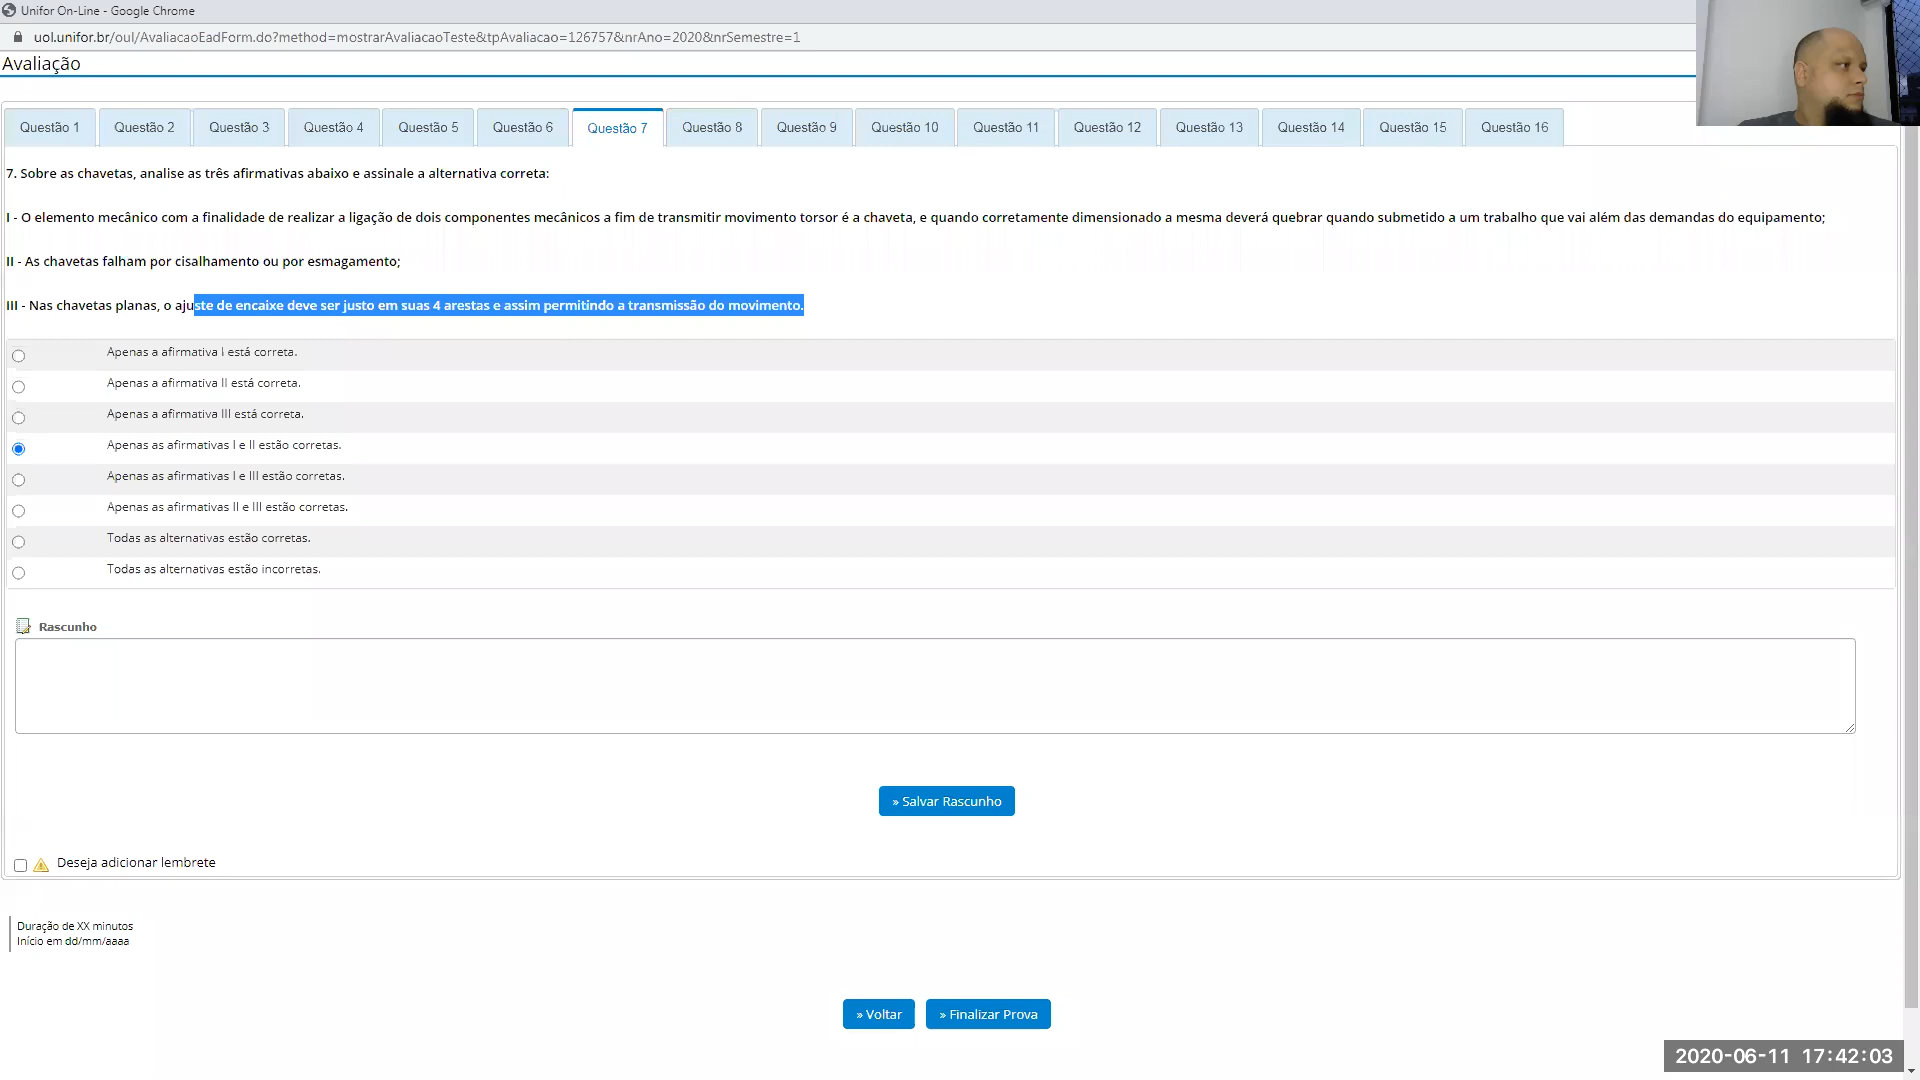 Unifor On-Line - Google Chrome
uol.unifor.br/oul/AvaliacaoEadForm.do?method=mostrarAvaliacaoTeste&tpAvaliacao=126757&nrAno=2020&nrSemestre=1
Avaliação
Questão 1 Questão 2 Questão 3 Questão 4 Questão 5 Questão 6 Questão 7 Questão 8 Questão 9 Questão 10 Questão 11 Questão 12 Questão 13 Questão 14 Questão 15 Questão 16
7. Sobre as chavetas, analise as três afirmativas abaixo e assinale a alternativa correta:
I - O elemento mecânico com a finalidade de realizar a ligação de dois componentes mecânicos a fim de transmitir movimento torsor é a chaveta, e quando corretamente dimensionado a mesma deverá quebrar quando submetido a um trabalho que vai além das demandas do equipamento;
II - As chavetas falham por cisalhamento ou por esmagamento;
III - Nas chavetas planas, o ajuste de encaixe deve ser justo em suas 4 arestas e assim permitindo a transmissão do movimento.
Apenas a afirmativa I está correta.
Apenas a afirmativa II está correta.
Apenas a afirmativa III está correta.
Apenas as afirmativas I e II estão corretas.
Apenas as afirmativas I e III estão corretas.
Apenas as afirmativas II e III estão corretas.
Todas as alternativas estão corretas.
Todas as alternativas estão incorretas.
Rascunho
» Salvar Rascunho
Deseja adicionar lembrete
Duração de XX minutos
Início em dd/mm/aaaa
» Voltar » Finalizar Prova
2020-06-11 17:42:03